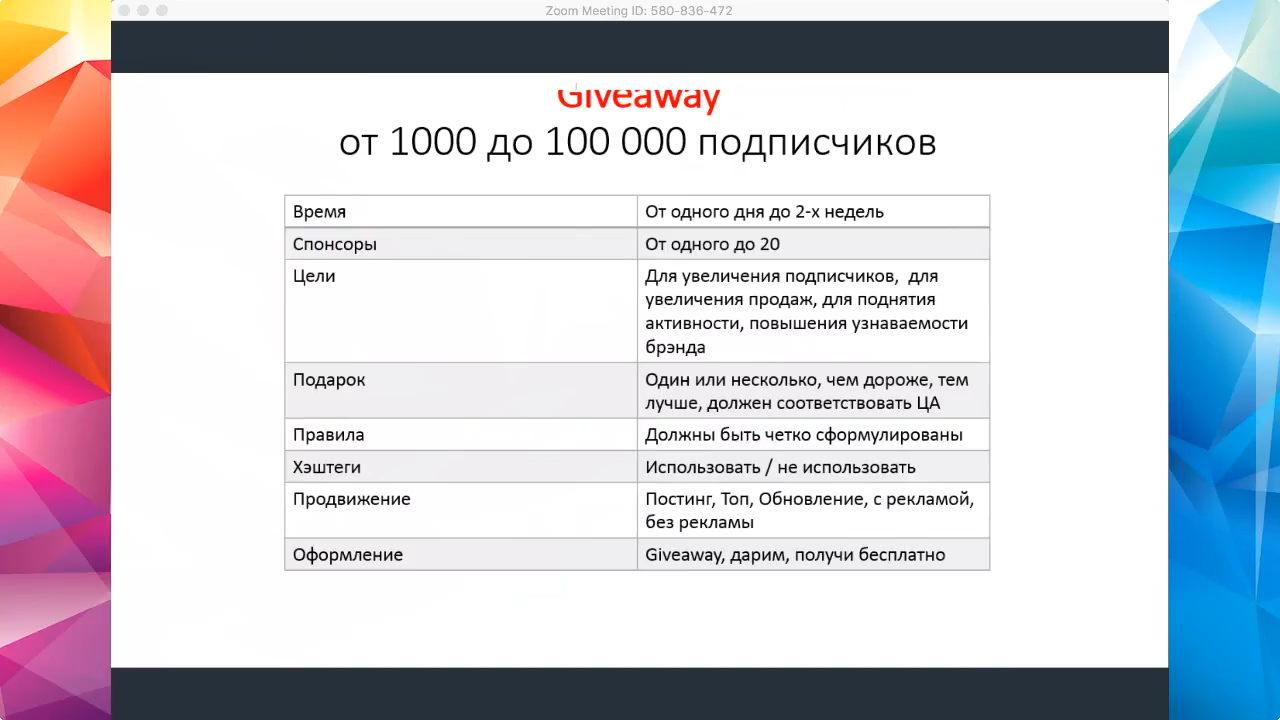 Zoom Meeting ID: 580-836-472
Giveaway
от 1000 до 100 000 подписчиков
Время
От одного дня до 2-х недель
Спонсоры
От одного до 20
Цели
Для увеличения подписчиков, для
увеличения продаж, для поднятия
активности, повышения узнаваемости
брэнда
Подарок
Один или несколько, чем дороже, тем
лучше, должен соответствовать ЦА
Правила
Должны быть четко сформулированы
Хэштеги
Использовать / не использовать
Продвижение
Постинг, Топ, Обновление, с рекламой,
без рекламы
Оформление
Giveaway, дарим, получи бесплатно